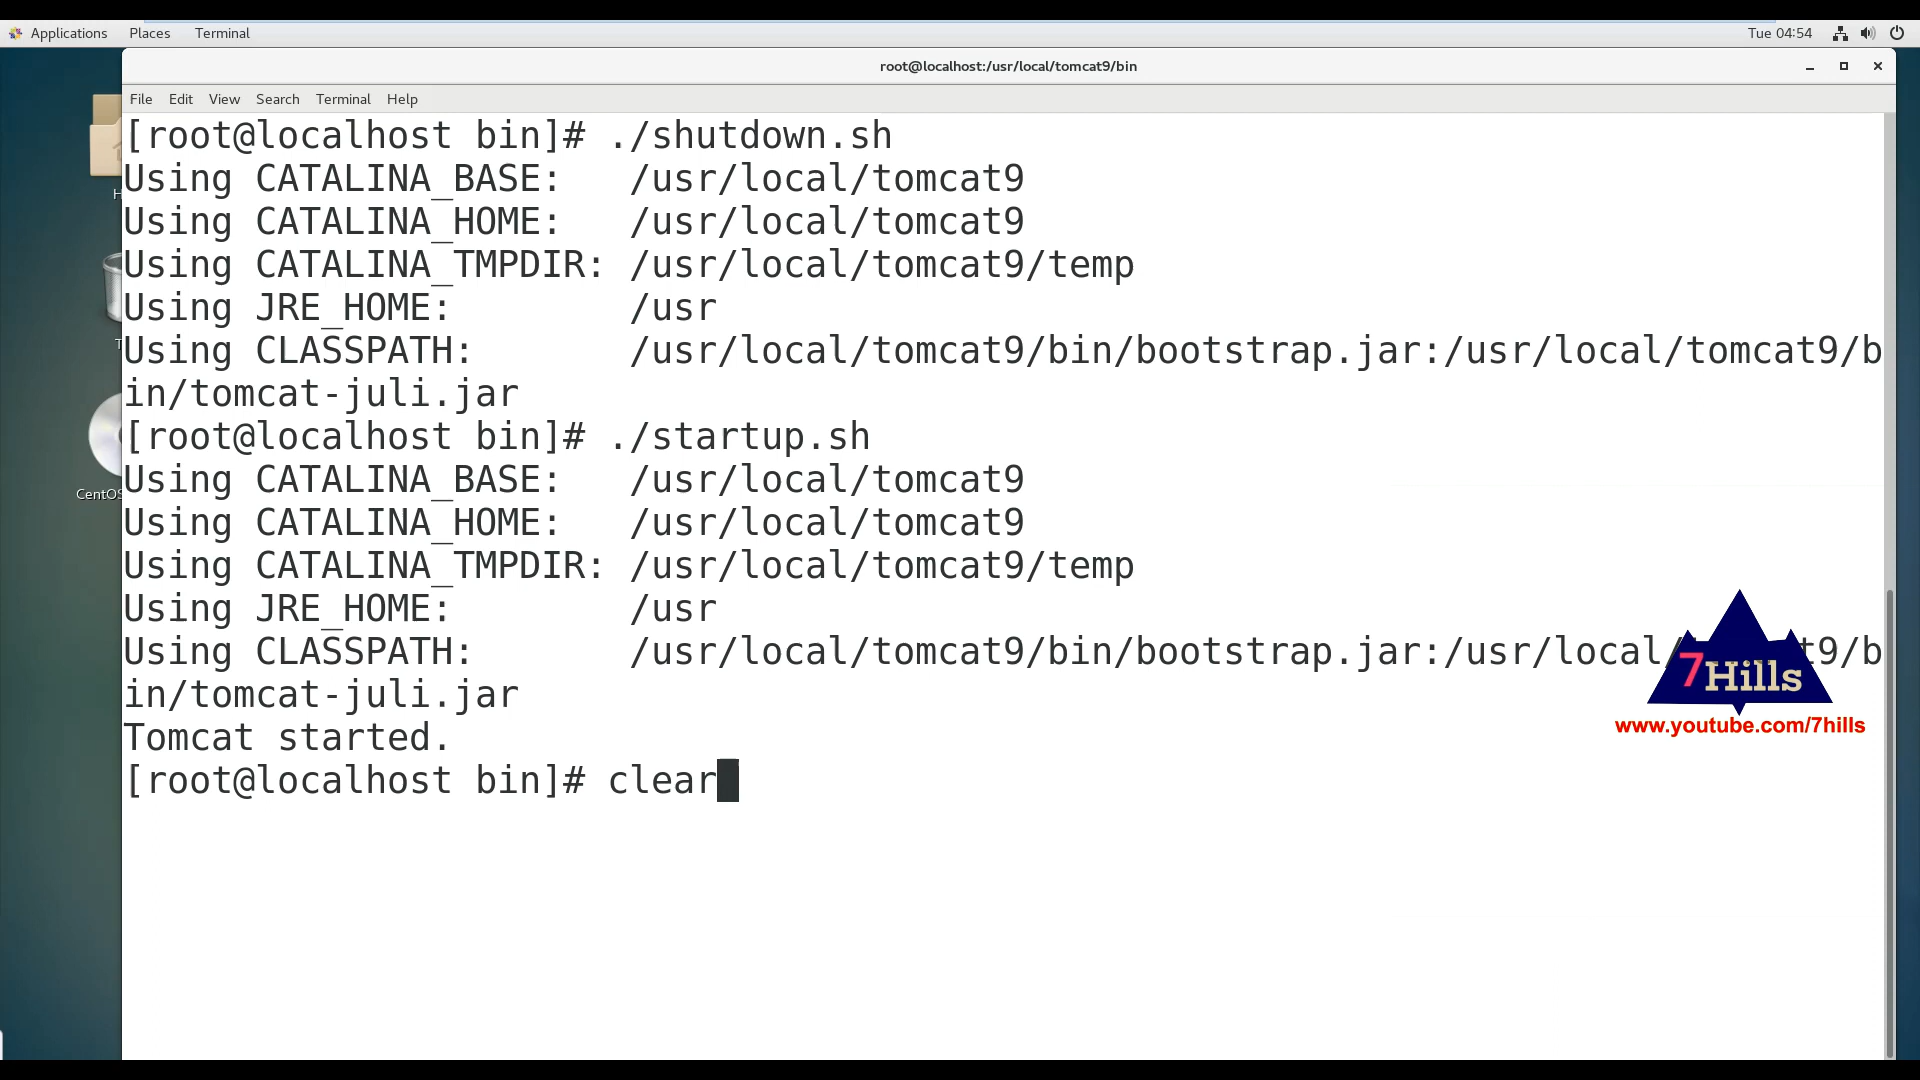 Applications Places Terminal Tue 04:54
root@localhost:/usr/local/tomcat9/bin
File Edit View Search Terminal Help
[root@localhost bin]# ./shutdown.sh
Using CATALINA_BASE:   /usr/local/tomcat9
Using CATALINA_HOME:   /usr/local/tomcat9
Using CATALINA_TMPDIR: /usr/local/tomcat9/temp
Using JRE_HOME:        /usr
Using CLASSPATH:       /usr/local/tomcat9/bin/bootstrap.jar:/usr/local/tomcat9/b
in/tomcat-juli.jar
[root@localhost bin]# ./startup.sh
CentOS
Using CATALINA_BASE:   /usr/local/tomcat9
Using CATALINA_HOME:   /usr/local/tomcat9
Using CATALINA_TMPDIR: /usr/local/tomcat9/temp
Using JRE_HOME:        /usr
Using CLASSPATH:       /usr/local/tomcat9/bin/bootstrap.jar:/usr/local/ t9/b
in/tomcat-juli.jar
Tomcat started.
[root@localhost bin]# clear
7Hills
www.youtube.com/7hills